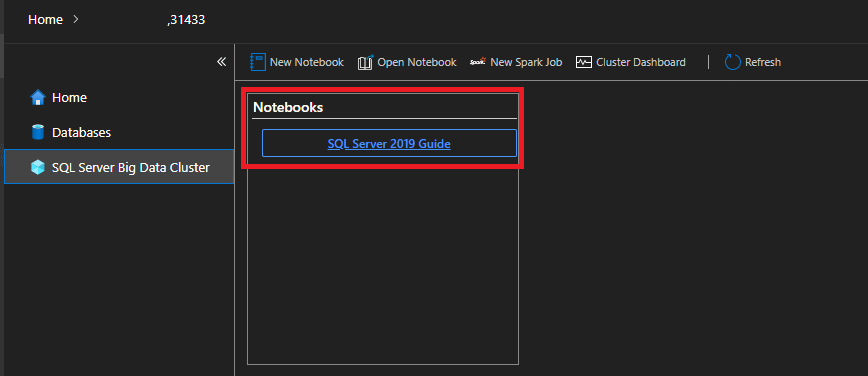 Home > ,31433
New Notebook Open Notebook Spark New Spark Job Cluster Dashboard | Refresh
Home
Databases
SQL Server Big Data Cluster
Notebooks
SQL Server 2019 Guide